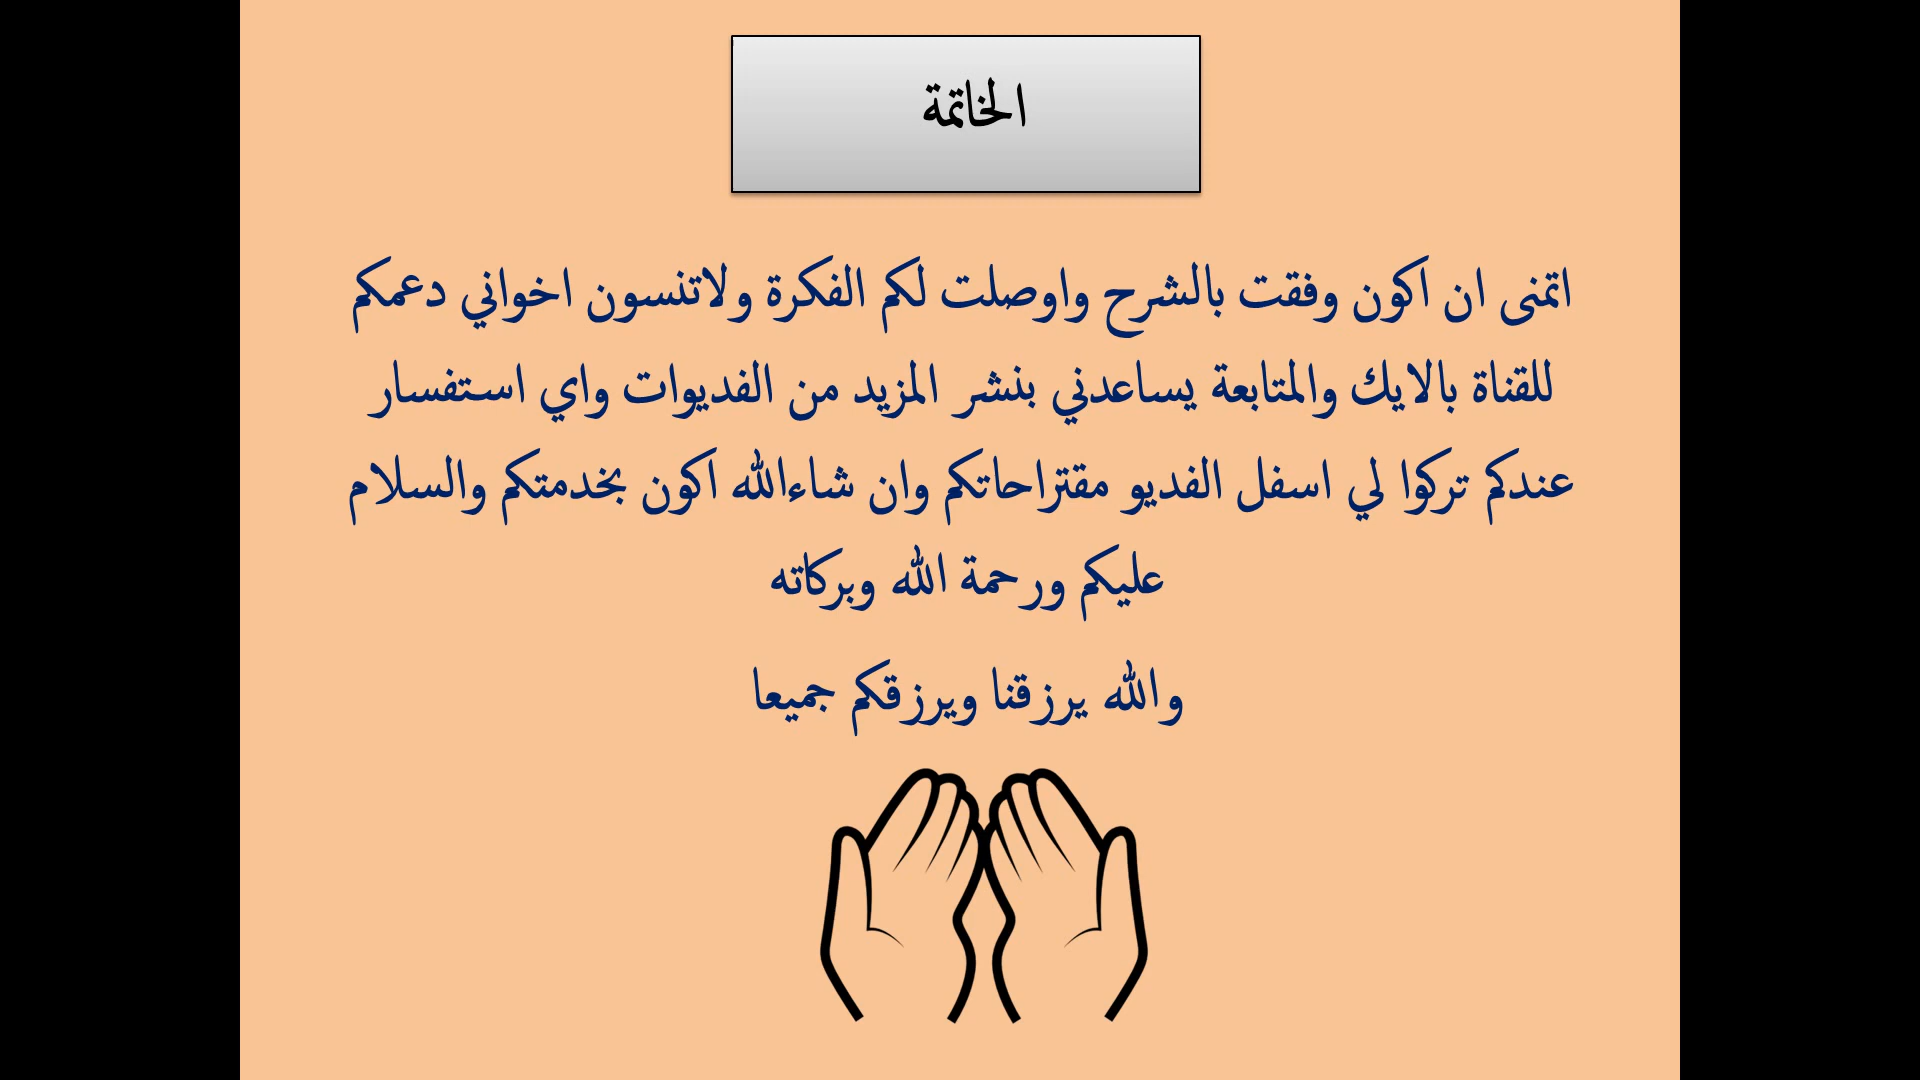 الخاتمة
اتمنى ان اكون وفقت بالشرح واوصلت لكم الفكرة ولاتنسون اخواني دعمكم
للقناة بالايك والمتابعة يساعدني بنشر المزيد من الفديوات واي استفسار
عندكم تركوا لي اسفل الفديو مقتراحاتكم وان شاءالله اكون بخدمتكم والسلام
عليكم ورحمة الله وبركاته
والله يرزقنا ويرزقكم جميعا